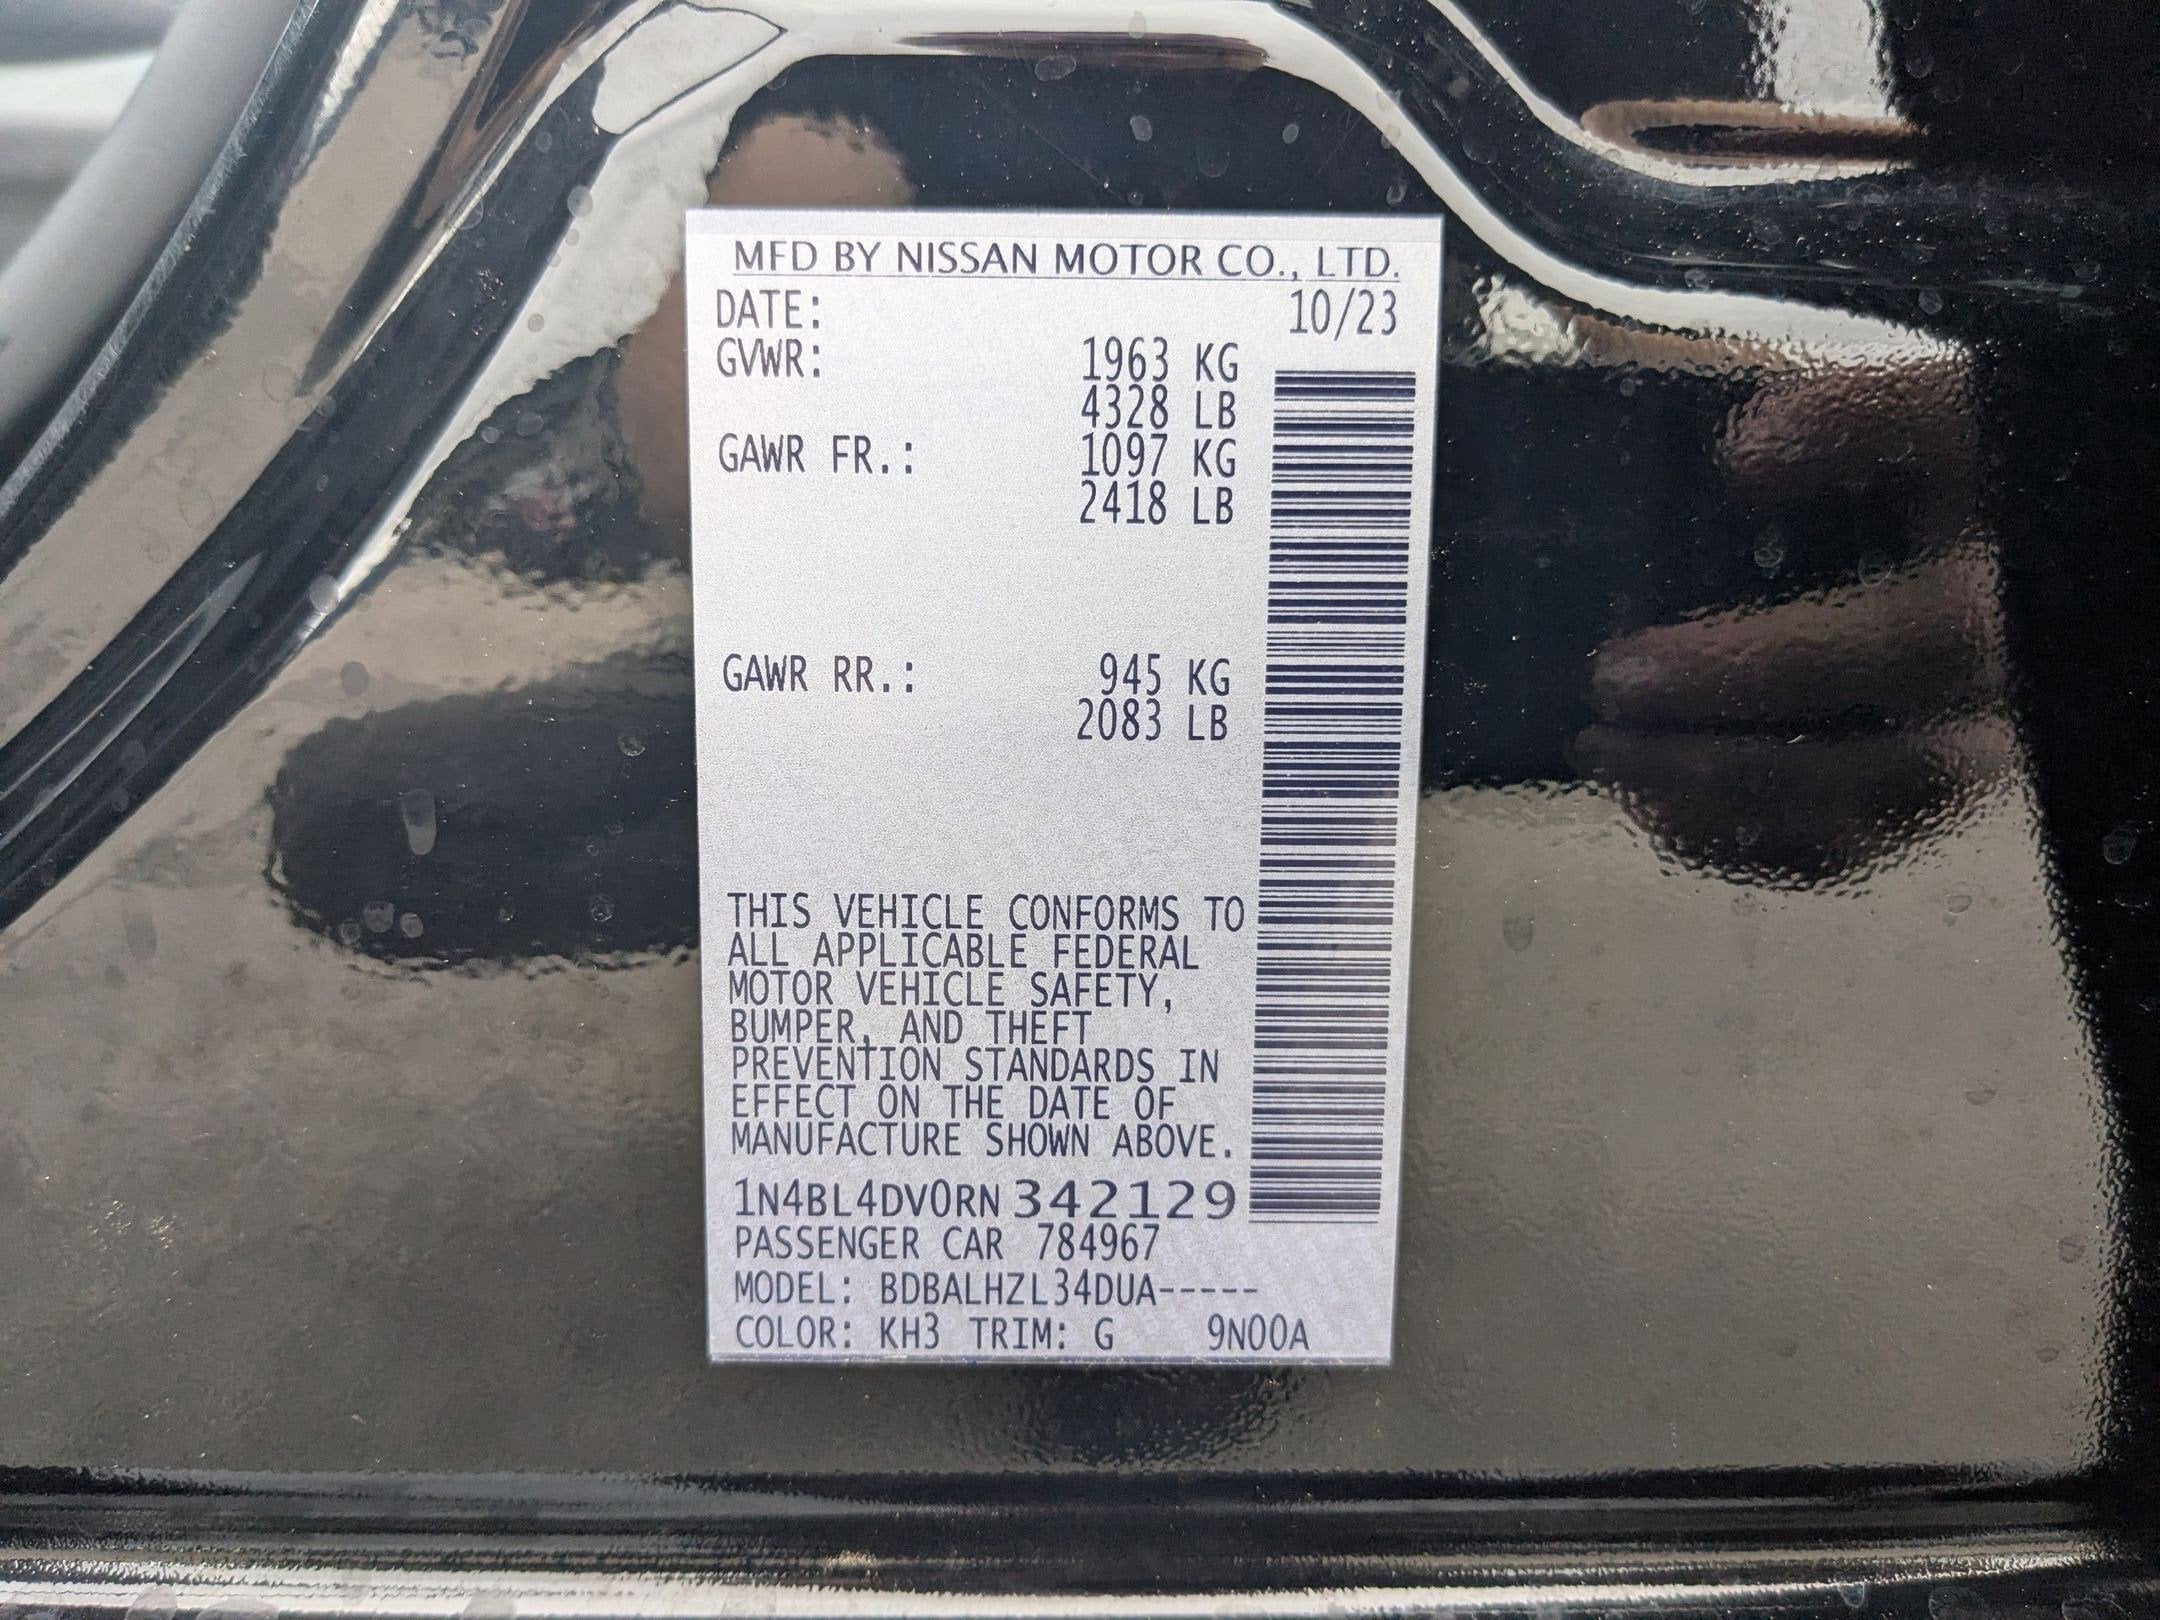 MFD BY NISSAN MOTOR CO., LTD.
DATE: 10/23
GVWR: 1963 KG
4328 LB
GAWR FR.: 1097 KG
2418 LB
GAWR RR.: 945 KG
2083 LB
THIS VEHICLE CONFORMS TO
ALL APPLICABLE FEDERAL
MOTOR VEHICLE SAFETY,
BUMPER, AND THEFT
PREVENTION STANDARDS IN
EFFECT ON THE DATE OF
MANUFACTURE SHOWN ABOVE.
1N4BL4DV0RN342129
PASSENGER CAR 784967
MODEL: BDBALHZL34DUA-----
COLOR: KH3 TRIM: G 9N00A